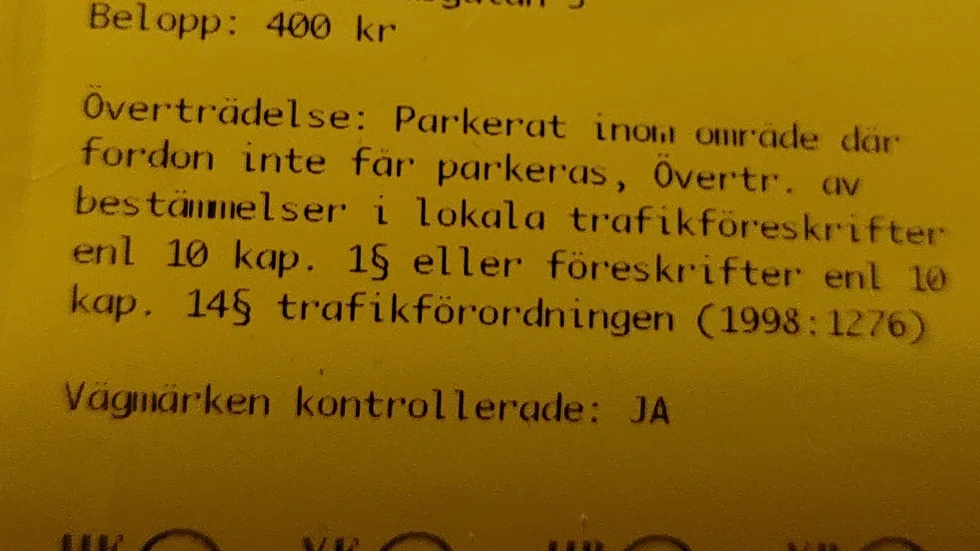 Belopp: 400 kr
Överträdelse: Parkerat inom område där
fordon inte får parkeras, Övertr. av
bestämmelser i lokala trafikföreskrifter
enl 10 kap. 1§ eller föreskrifter enl 10
kap. 14§ trafikförordningen (1998:1276)
Vägmärken kontrollerade: JA